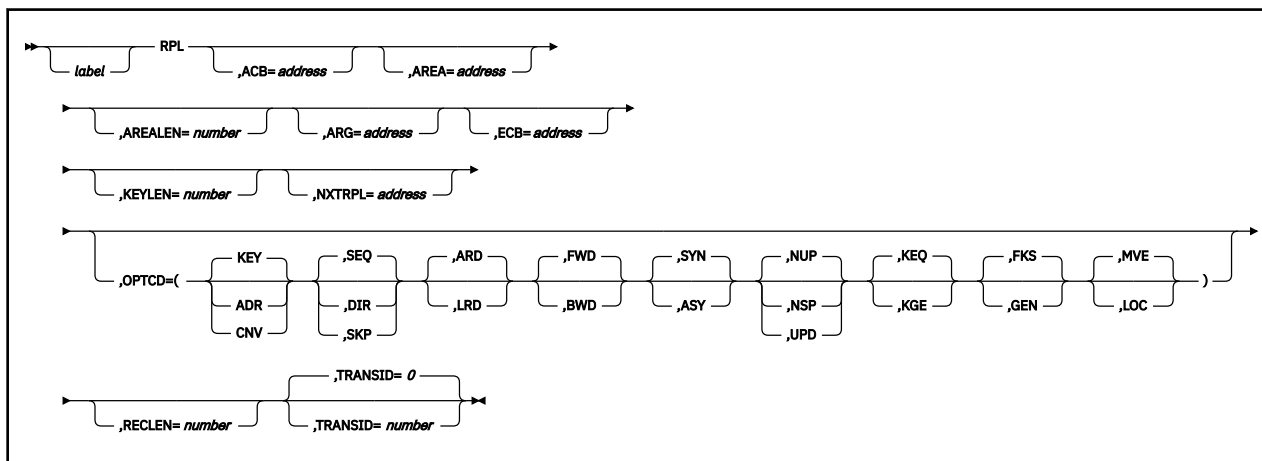 label RPL ,ACB= address ,AREA= address
,AREALEN= number ,ARG= address ,ECB= address
,KEYLEN= number ,NXTRPL= address
KEY ,SEQ ,ARD ,FWD ,SYN ,NUP ,KEQ ,FKS ,MVE
,OPTCD=( ADR ,DIR ,LRD ,BWD ,ASY ,NSP ,KGE ,GEN ,LOC )
CNV ,SKP ,UPD
,TRANSID= 0
,RECLEN= number ,TRANSID= number